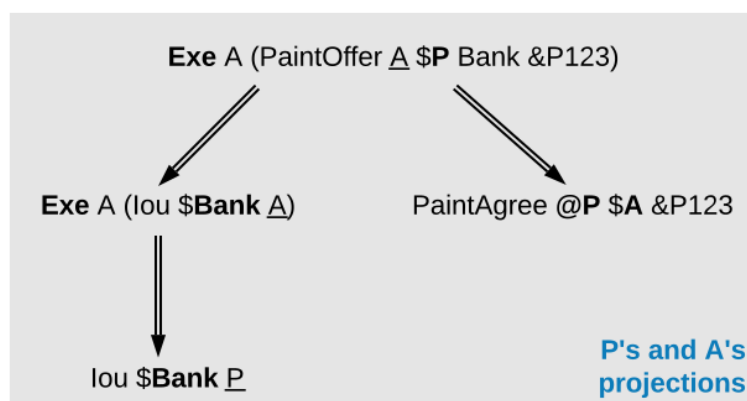 Exe A (PaintOffer A $P Bank &P123)
Exe A (Iou $Bank A)
PaintAgree @P $A &P123
Iou $Bank P
P's and A's
projections